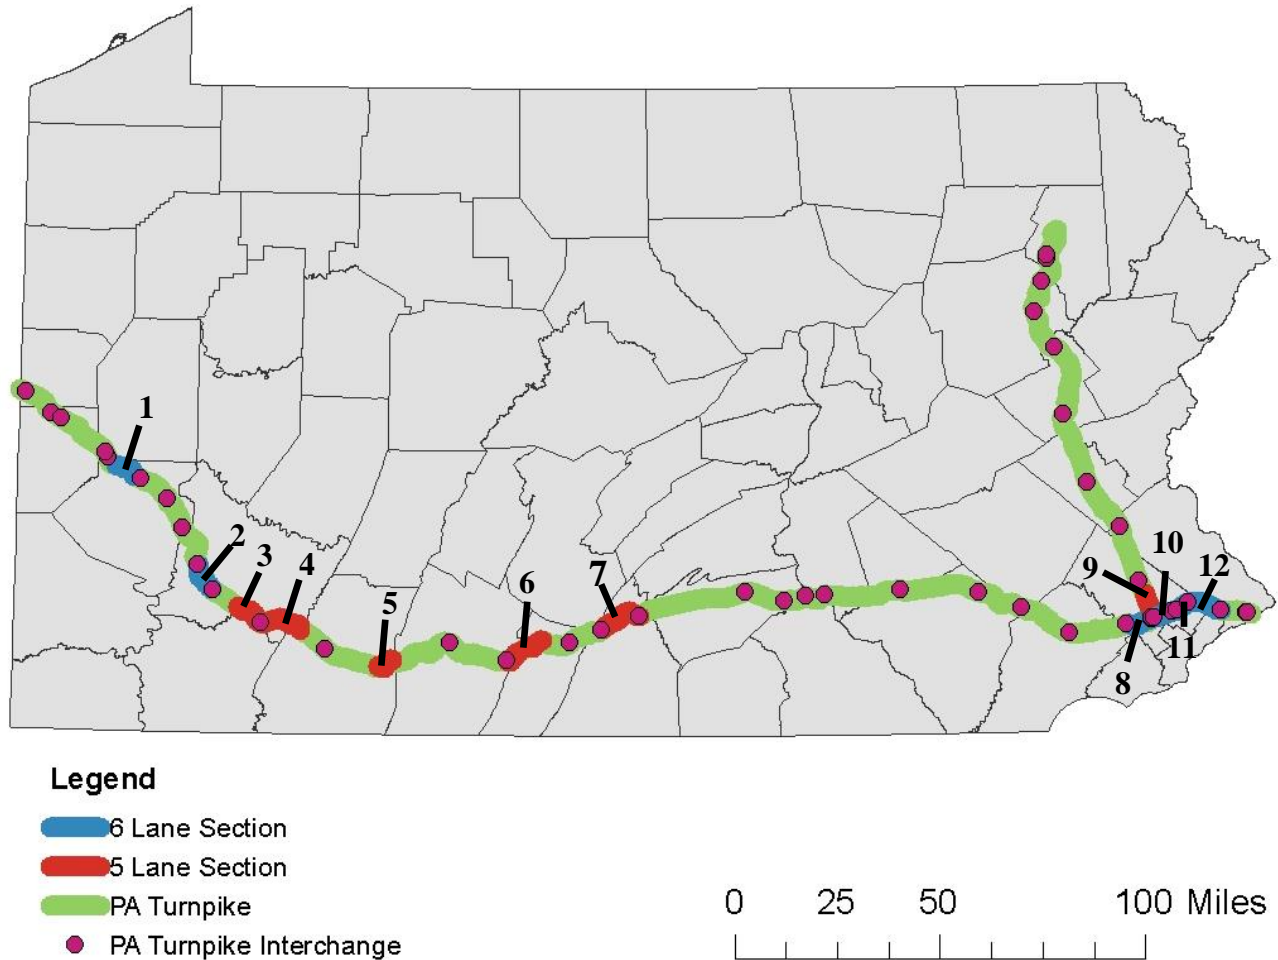 1
2
3
4
5
6
7
8
9
10
11
12
Legend
6 Lane Section
5 Lane Section
PA Turnpike
PA Turnpike Interchange
0 25 50 100 Miles